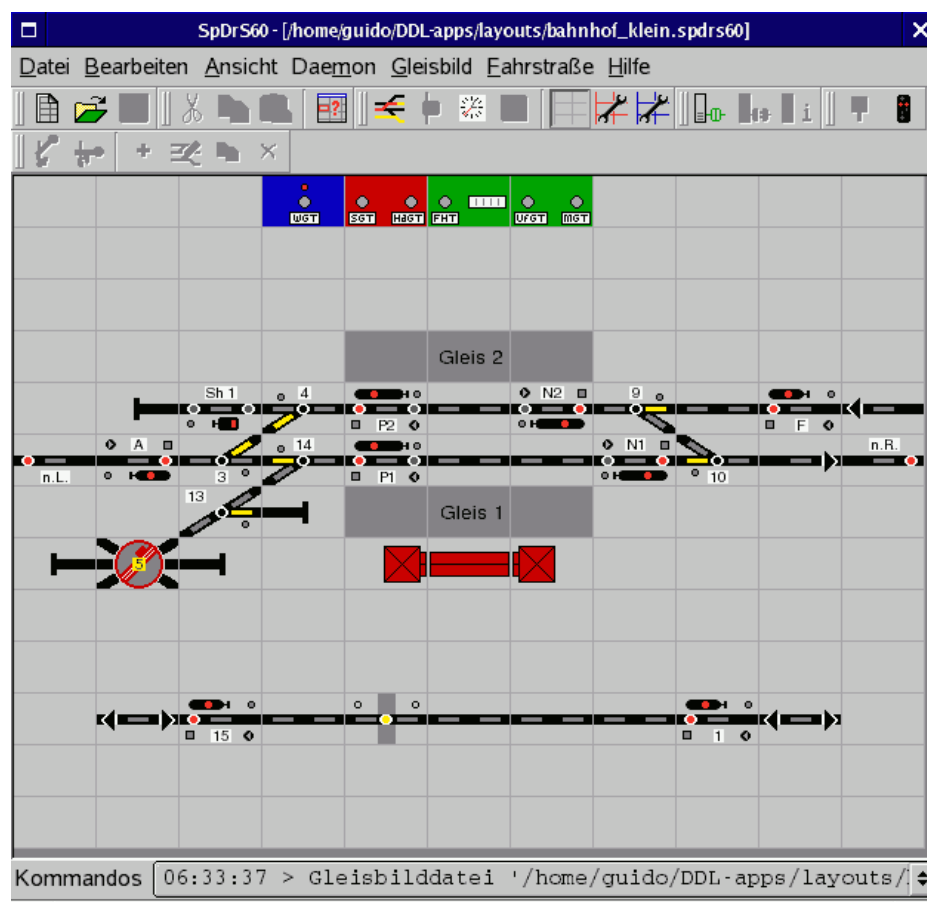 SpDrS60 - [/home/guido/DDL-apps/layouts/bahnhof_klein.spdrs60]
Datei Bearbeiten Ansicht Daemon Gleisbild Fahrstraße Hilfe
WGT SGT HaGT FHT UfGT MGT
Gleis 2
Sh 1 4 N2 9
P2 F
A 14 N1 n.R.
n.L. 3 P1 10
13
Gleis 1
5
15 1
Kommandos 06:33:37 > Gleisbilddatei '/home/guido/DDL-apps/layouts/